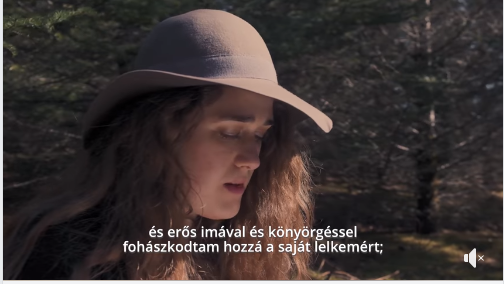 és erős imával és könyörgéssel
fohászkodtam hozzá a saját lelkemért;